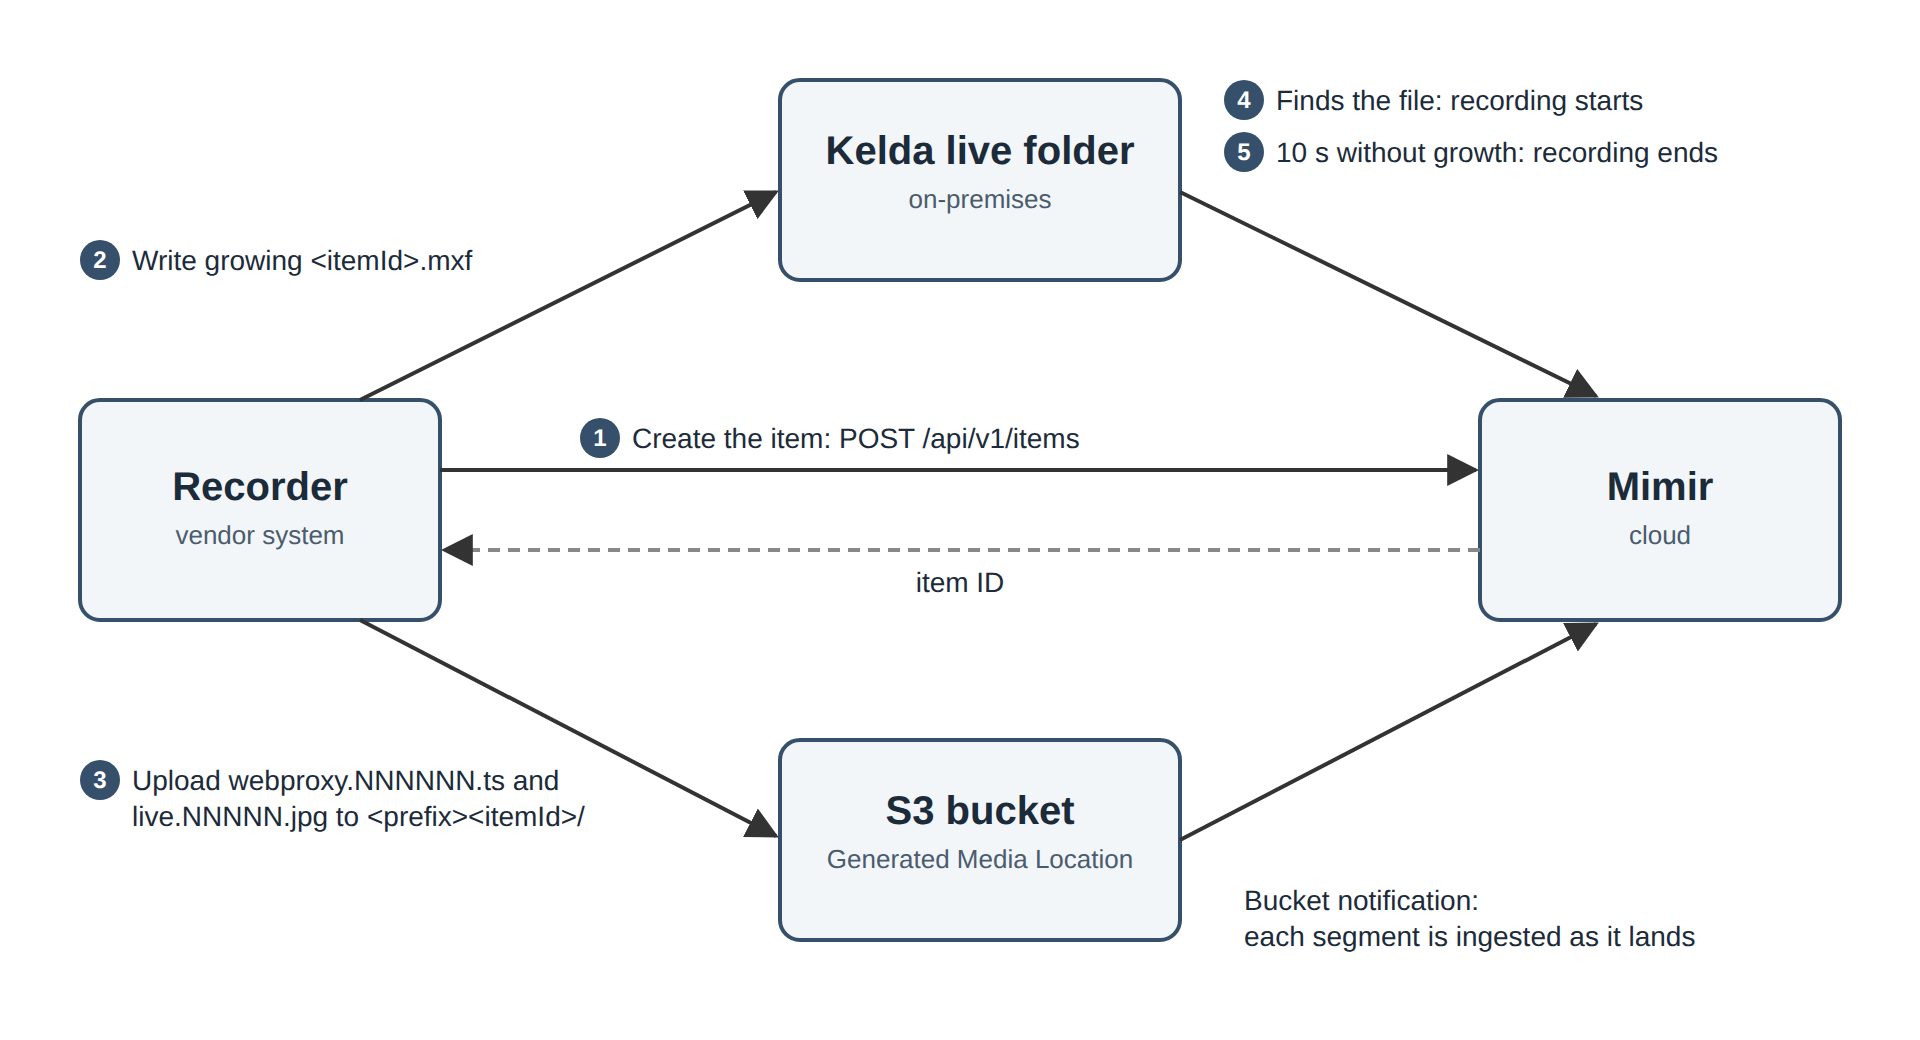 Kelda live folder
on-premises
4 Finds the file: recording starts
5 10 s without growth: recording ends
2 Write growing <itemId>.mxf
1 Create the item: POST /api/v1/items
Recorder
vendor system
Mimir
cloud
item ID
3 Upload webproxy.NNNNNN.ts and
live.NNNNN.jpg to <prefix><itemId>/
S3 bucket
Generated Media Location
Bucket notification:
each segment is ingested as it lands